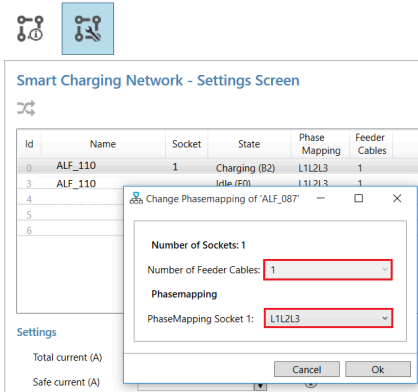 Smart Charging Network - Settings Screen
Id Name Socket State Phase Mapping Feeder Cables
0 ALF_110 1 Charging (B2) L1L2L3 1
3 ALF_110 Idle (E0) L1L2L3 1
4
5
6
Change Phasemapping of 'ALF_087'
Number of Sockets: 1
Number of Feeder Cables: 1
Phasemapping
PhaseMapping Socket 1: L1L2L3
Cancel Ok
Settings
Total current (A)
Safe current (A)